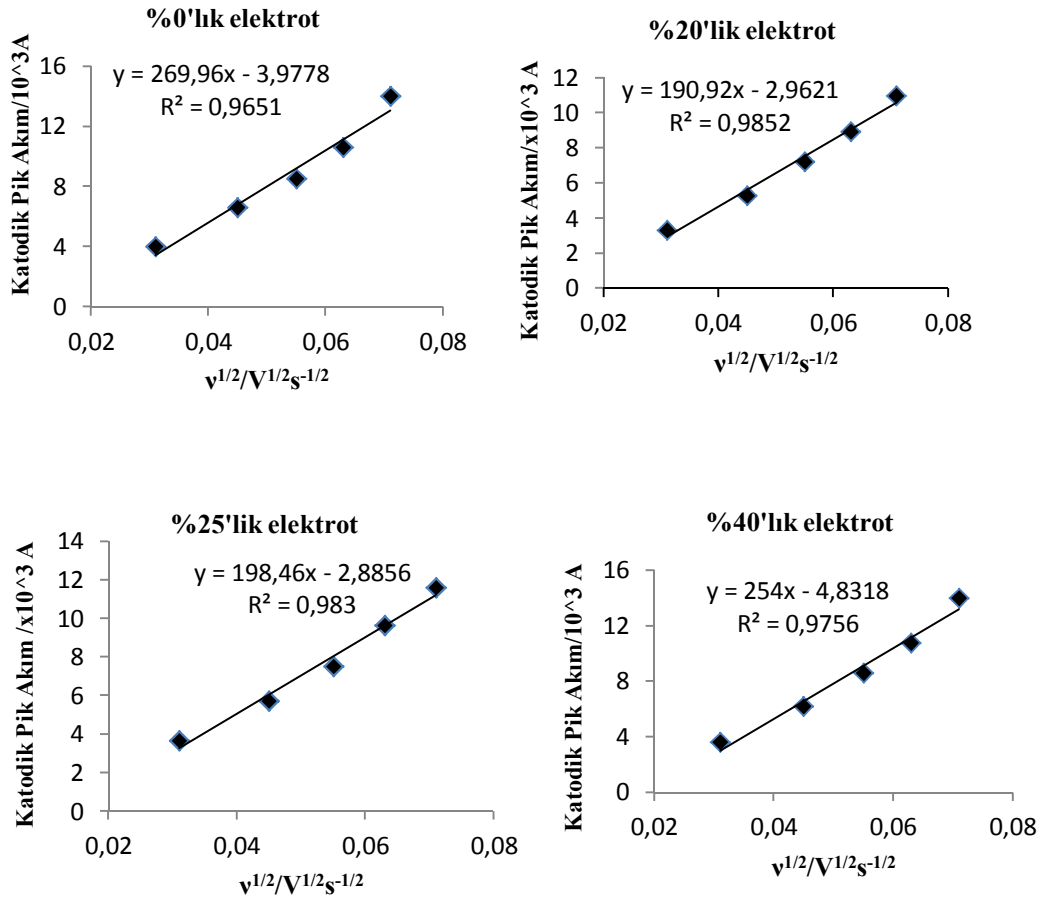 %0'lık elektrot
Katodik Pik Akım/10^3A
y = 269,96x - 3,9778
R² = 0,9651
16
12
8
4
0
0,02 0,04 0,06 0,08
ν1/2/V1/2s-1/2
%20'lik elektrot
Katodik Pik Akım/x10^3 A
y = 190,92x - 2,9621
R² = 0,9852
12
10
8
6
4
2
0
0,02 0,04 0,06 0,08
ν1/2/V1/2s-1/2
%25'lik elektrot
Katodik Pik Akım /x10^3 A
y = 198,46x - 2,8856
R² = 0,983
14
12
10
8
6
4
2
0
0,02 0,04 0,06 0,08
ν1/2/V1/2s-1/2
%40'lık elektrot
Katodik Pik Akım/10^3 A
y = 254x - 4,8318
R² = 0,9756
16
12
8
4
0
0,02 0,04 0,06 0,08
ν1/2/V1/2s-1/2